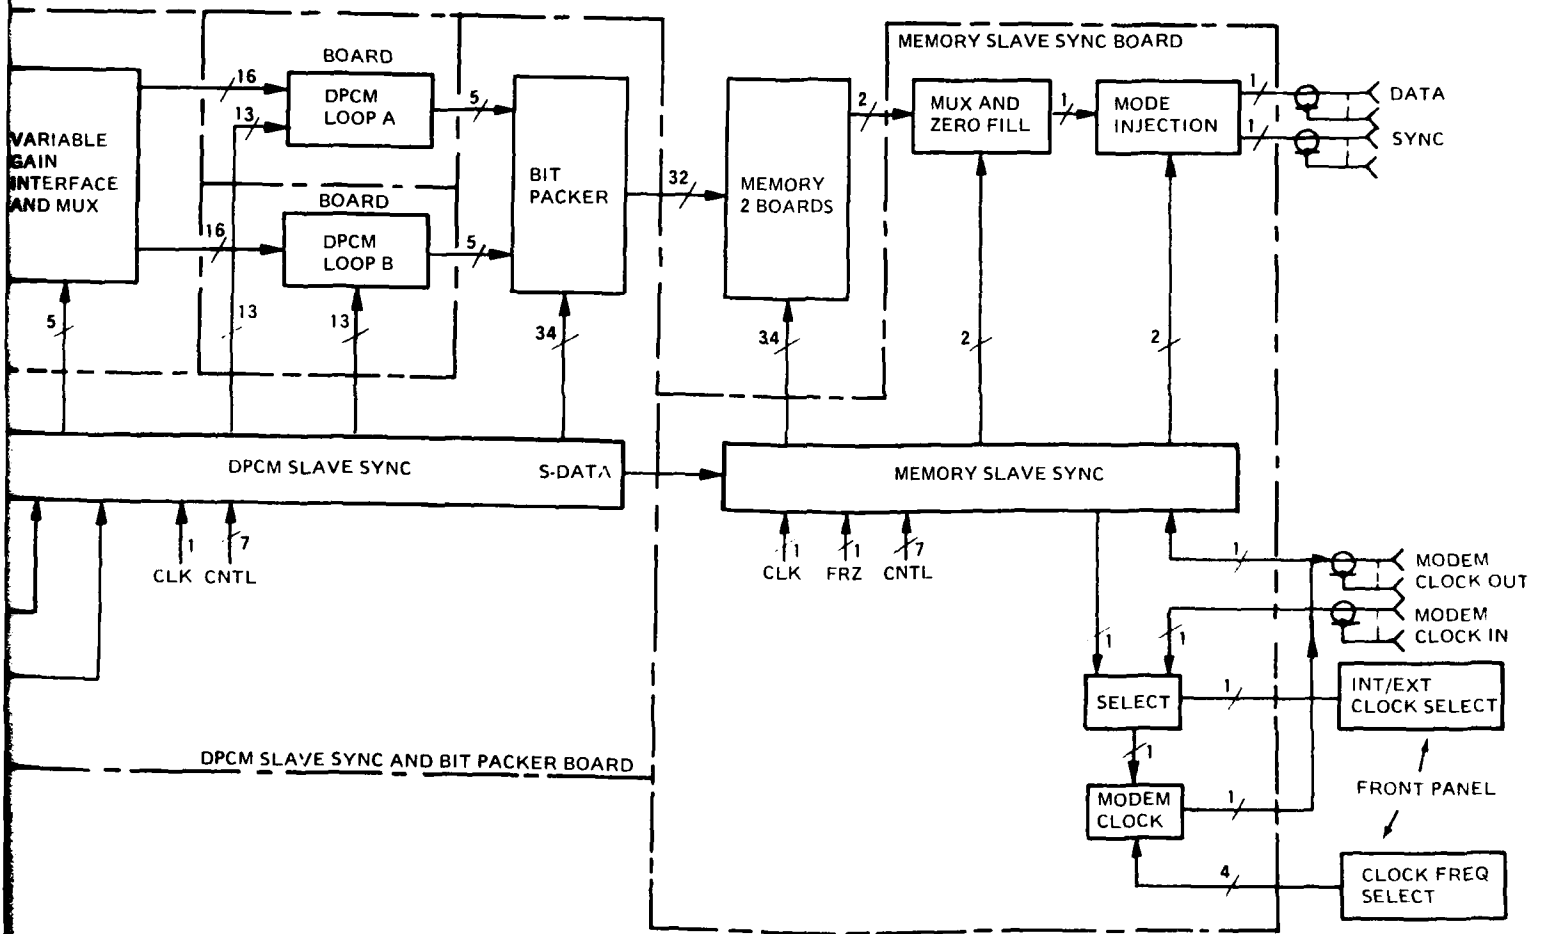 MEMORY SLAVE SYNC BOARD
BOARD
DPCM
LOOP A
BOARD
DPCM
LOOP B
VARIABLE
GAIN
INTERFACE
AND MUX
16
13
16
5
5
BIT
PACKER
32
MEMORY
2 BOARDS
2
MUX AND
ZERO FILL
1
MODE
INJECTION
1
1
DATA
SYNC
5
13
13
34
34
2
2
DPCM SLAVE SYNC
S-DATA
MEMORY SLAVE SYNC
1
7
CLK CNTL
1
1
7
CLK FRZ CNTL
1
MODEM
CLOCK OUT
MODEM
CLOCK IN
1
1
SELECT
1
INT/EXT
CLOCK SELECT
1
DPCM SLAVE SYNC AND BIT PACKER BOARD
MODEM
CLOCK
1
FRONT PANEL
4
CLOCK FREQ
SELECT